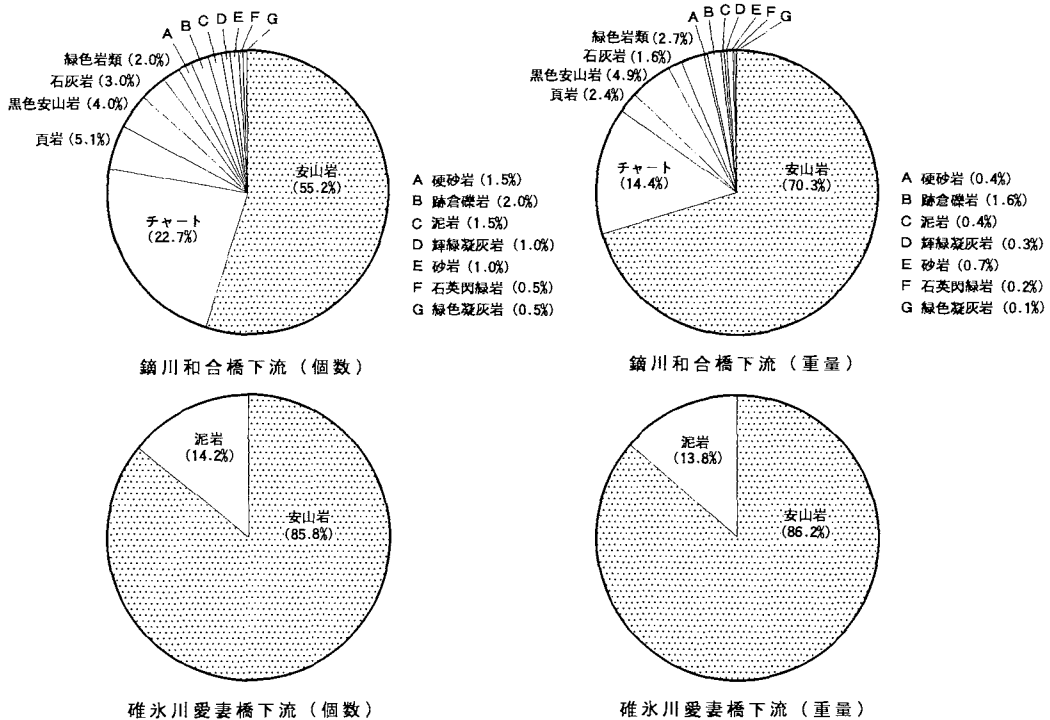 A B C D E F G
緑色岩類 (2.0%)
石灰岩 (3.0%)
黒色安山岩 (4.0%)
頁岩 (5.1%)
チャート
(22.7%)
安山岩
(55.2%)
A 硬砂岩 (1.5%)
B 跡倉礫岩 (2.0%)
C 泥岩 (1.5%)
D 輝緑凝灰岩 (1.0%)
E 砂岩 (1.0%)
F 石英閃緑岩 (0.5%)
G 緑色凝灰岩 (0.5%)
鏑川和合橋下流 (個数)
A B C D E F G
緑色岩類 (2.7%)
石灰岩 (1.6%)
黒色安山岩 (4.9%)
頁岩 (2.4%)
チャート
(14.4%)
安山岩
(70.3%)
A 硬砂岩 (0.4%)
B 跡倉礫岩 (1.6%)
C 泥岩 (0.4%)
D 輝緑凝灰岩 (0.3%)
E 砂岩 (0.7%)
F 石英閃緑岩 (0.2%)
G 緑色凝灰岩 (0.1%)
鏑川和合橋下流 (重量)
泥岩
(14.2%)
安山岩
(85.8%)
碓氷川愛妻橋下流 (個数)
泥岩
(13.8%)
安山岩
(86.2%)
碓氷川愛妻橋下流 (重量)